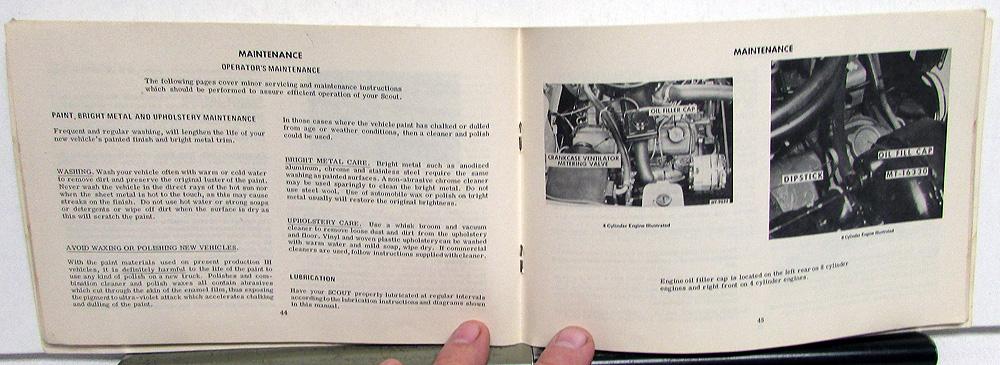 MAINTENANCE
OPERATOR'S MAINTENANCE
The following pages cover minor servicing and maintenance instructions
which should be performed to assure efficient operation of your Scout.
PAINT, BRIGHT METAL AND UPHOLSTERY MAINTENANCE
Frequent and regular washing, will lengthen the life of your
new vehicle's painted finish and bright metal trim.
WASHING. Wash your vehicle often with warm or cold water
to remove dirt and preserve the original luster of the paint.
Never wash the vehicle in the direct rays of the hot sun nor
when the sheet metal is hot to the touch, as this may cause
streaks on the finish. Do not use hot water or strong soaps
or detergents or wipe off dirt when the surface is dry as
this will scratch the paint.
AVOID WAXING OR POLISHING NEW VEHICLES.
With the paint materials used on present production IH
vehicles, it is definitely harmful to the life of the paint to
use any kind of polish on a new truck. Polishes and com-
bination cleaner and polish waxes all contain abrasives
which cut through the skin of the enamel film, thus exposing
the pigment to ultra-violet attack which accelerates chalking
and dulling of the paint.
In those cases where the vehicle paint has chalked or dulled
from age or weather conditions, then a cleaner and polish
could be used.
BRIGHT METAL CARE. Bright metal such as anodized
aluminum, chrome and stainless steel require the same
washing as painted surfaces. A non-abrasive chrome cleaner
may be used sparingly to clean the bright metal. Do not
use steel wool. Use of automobile wax or polish on bright
metal usually will restore the original brightness.
UPHOLSTERY CARE. Use a whisk broom and vacuum
cleaner to remove loose dust and dirt from the upholstery
and floor. Vinyl and woven plastic upholstery can be washed
with warm water and mild soap, wipe dry. If commercial
cleaners are used, follow instructions supplied with cleaner.
LUBRICATION
Have your SCOUT properly lubricated at regular intervals
according to the lubrication instructions and diagrams shown
in this manual.
44
MAINTENANCE
OIL FILLER CAP
CRANKCASE VENTILATOR
METERING VALVE
4 Cylinder Engine Illustrated
OIL FILL CAP
DIPSTICK
MT-16320
8 Cylinder Engine Illustrated
Engine oil filler cap is located on the left rear on 8 cylinder
engines and right front on 4 cylinder engines.
45